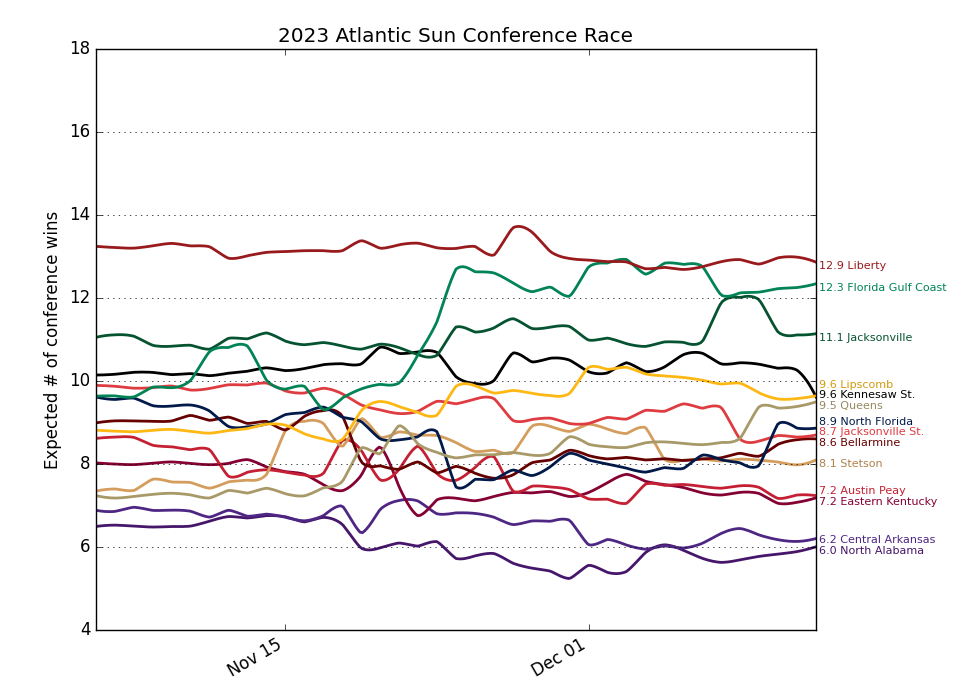 2023 Atlantic Sun Conference Race
Expected # of conference wins
18
16
14
12
10
8
6
4
Nov 15
Dec 01
12.9 Liberty
12.3 Florida Gulf Coast
11.1 Jacksonville
9.6 Lipscomb
9.6 Kennesaw St.
9.5 Queens
8.9 North Florida
8.7 Jacksonville St.
8.6 Bellarmine
8.1 Stetson
7.2 Austin Peay
7.2 Eastern Kentucky
6.2 Central Arkansas
6.0 North Alabama